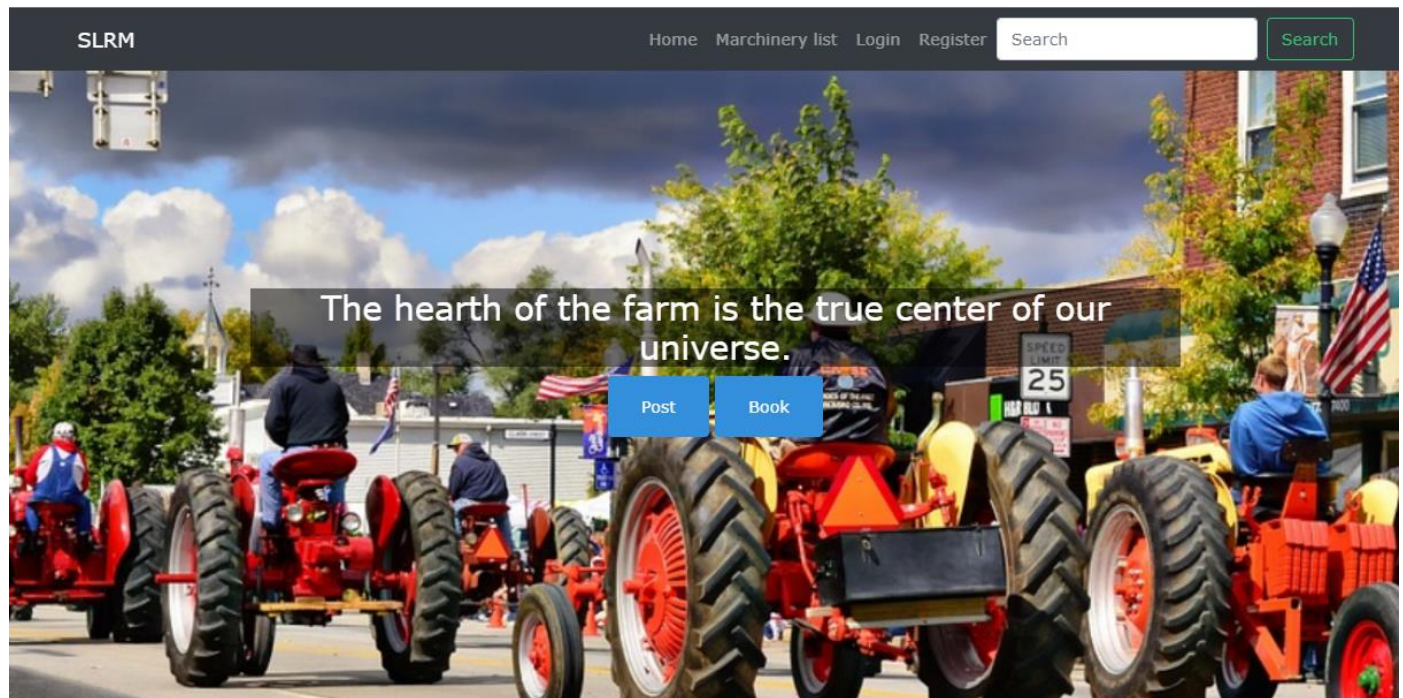 SLRM
Home Marchinery list Login Register Search Search
The hearth of the farm is the true center of our
universe.
Post Book
SPEED
LIMIT
25
H&R BLO K